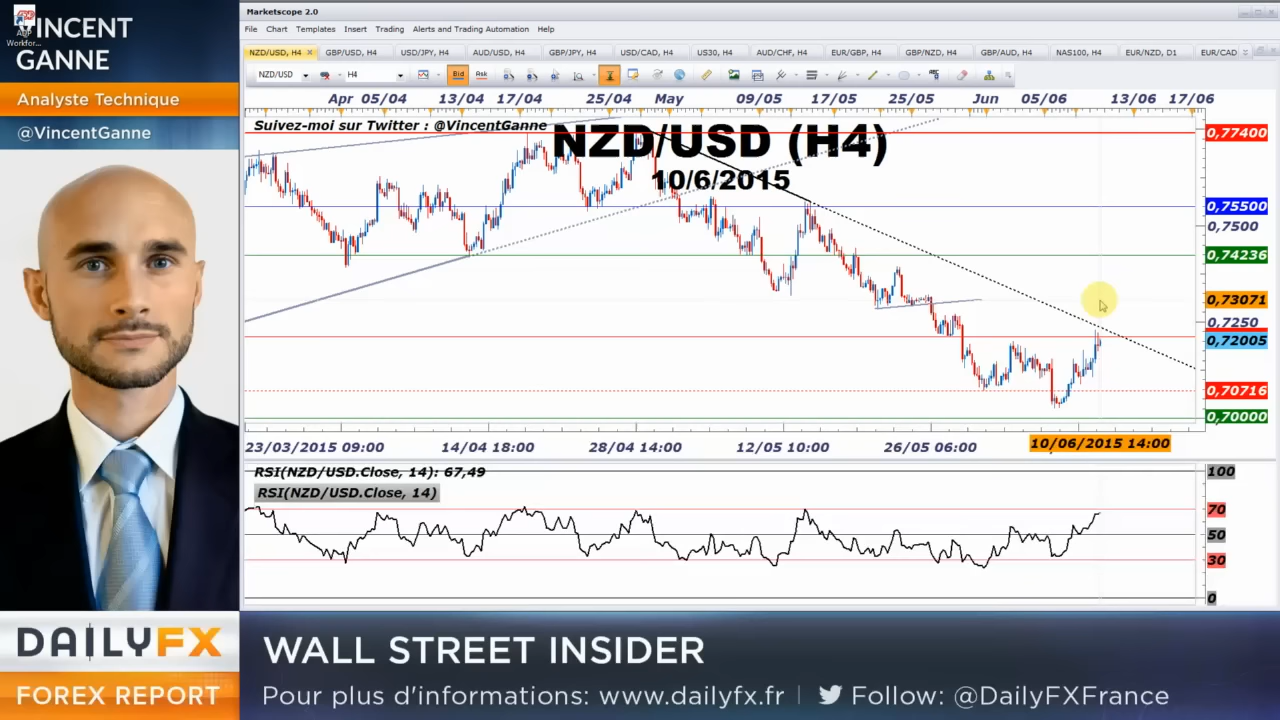 VINCENT
GANNE
Workfor...
Analyste Technique
@VincentGanne
Marketscope 2.0
File Chart Templates Insert Trading Alerts and Trading Automation Help
NZD/USD, H4 GBP/USD, H4 USD/JPY, H4 AUD/USD, H4 GBP/JPY, H4 USD/CAD, H4 US30, H4 AUD/CHF, H4 EUR/GBP, H4 GBP/NZD, H4 GBP/AUD, H4 NAS100, H4 EUR/NZD, D1 EUR/CAD
NZD/USD H4 Bid Ask
Apr 05/04 13/04 17/04 25/04 May 09/05 17/05 25/05 Jun 05/06 13/06 17/06
Suivez-moi sur Twitter : @VincentGanne
NZD/USD (H4)
10/6/2015
0,77400
0,75500
0,7500
0,74236
0,73071
0,7250
0,72005
0,70716
0,70000
23/03/2015 09:00 14/04 18:00 28/04 14:00 12/05 10:00 26/05 06:00 10/06/2015 14:00
RSI(NZD/USD.Close, 14): 67,49
RSI(NZD/USD.Close, 14)
100
70
50
30
0
DAILYFX
FOREX REPORT
WALL STREET INSIDER
Pour plus d'informations: www.dailyfx.fr | Follow: @DailyFXFrance